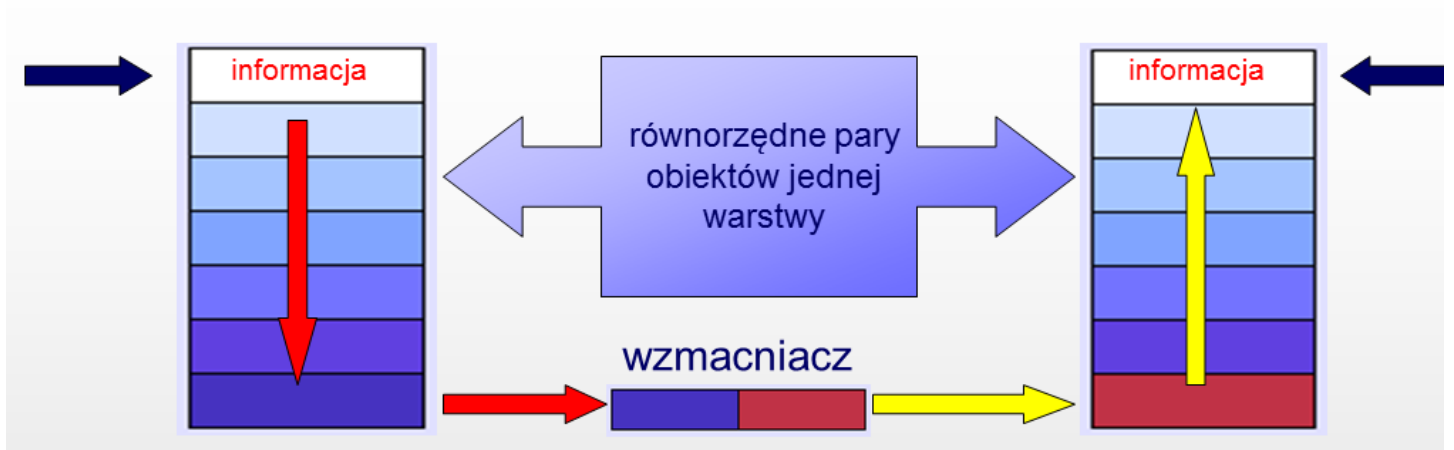 informacja
równorzędne pary
obiektów jednej
warstwy
informacja
wzmacniacz